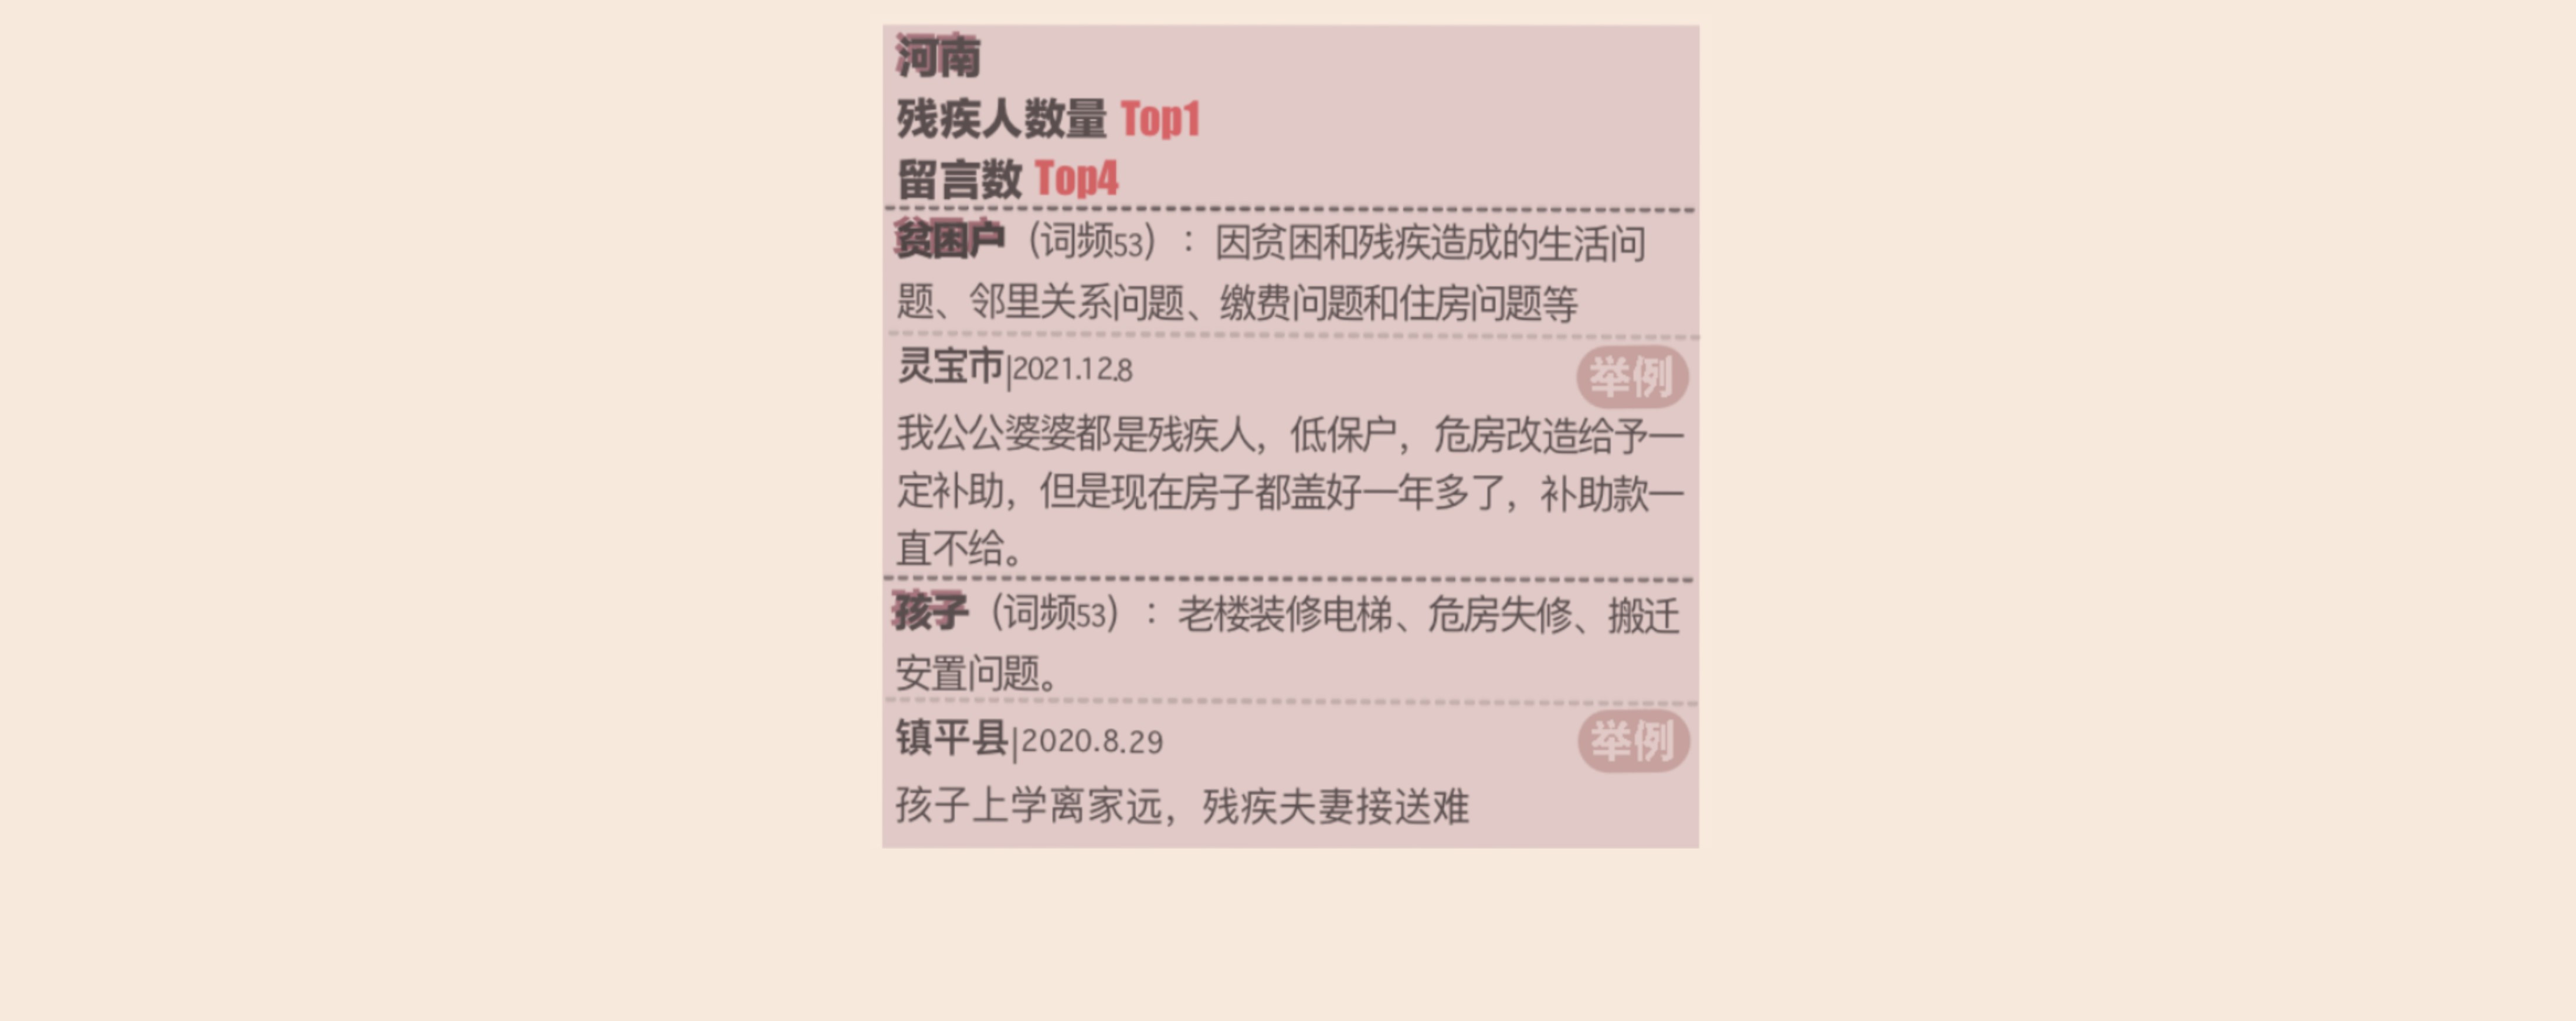 河南
残疾人数量 Top1
留言数 Top4
贫困户（词频53）：因贫困和残疾造成的生活问
题、邻里关系问题、缴费问题和住房问题等
灵宝市|2021.12.8
举例
我公公婆婆都是残疾人，低保户，危房改造给予一
定补助，但是现在房子都盖好一年多了，补助款一
直不给。
孩子（词频53）：老楼装修电梯、危房失修、搬迁
安置问题。
镇平县|2020.8.29
举例
孩子上学离家远，残疾夫妻接送难